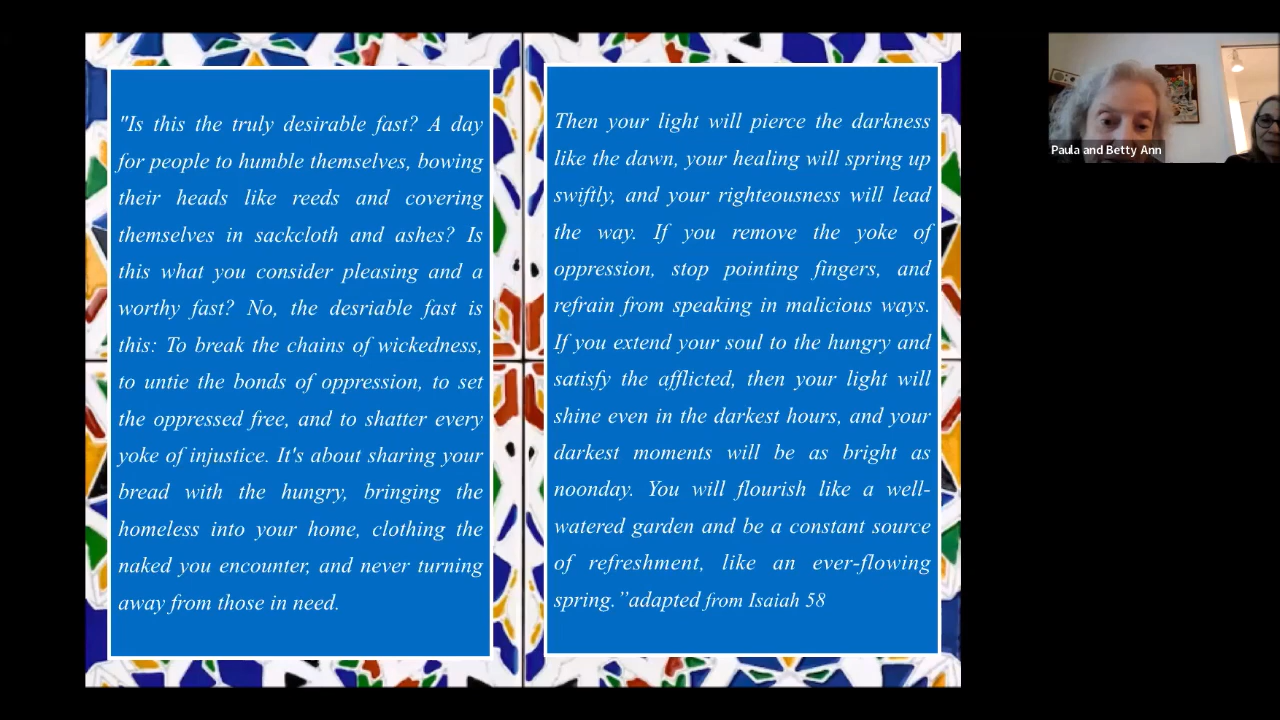 "Is this the truly desirable fast? A day
for people to humble themselves, bowing
their heads like reeds and covering
themselves in sackcloth and ashes? Is
this what you consider pleasing and a
worthy fast? No, the desriable fast is
this: To break the chains of wickedness,
to untie the bonds of oppression, to set
the oppressed free, and to shatter every
yoke of injustice. It's about sharing your
bread with the hungry, bringing the
homeless into your home, clothing the
naked you encounter, and never turning
away from those in need.
Then your light will pierce the darkness
like the dawn, your healing will spring up
swiftly, and your righteousness will lead
the way. If you remove the yoke of
oppression, stop pointing fingers, and
refrain from speaking in malicious ways.
If you extend your soul to the hungry and
satisfy the afflicted, then your light will
shine even in the darkest hours, and your
darkest moments will be as bright as
noonday. You will flourish like a well-
watered garden and be a constant source
of refreshment, like an ever-flowing
spring.”adapted from Isaiah 58
Paula and Betty Ann